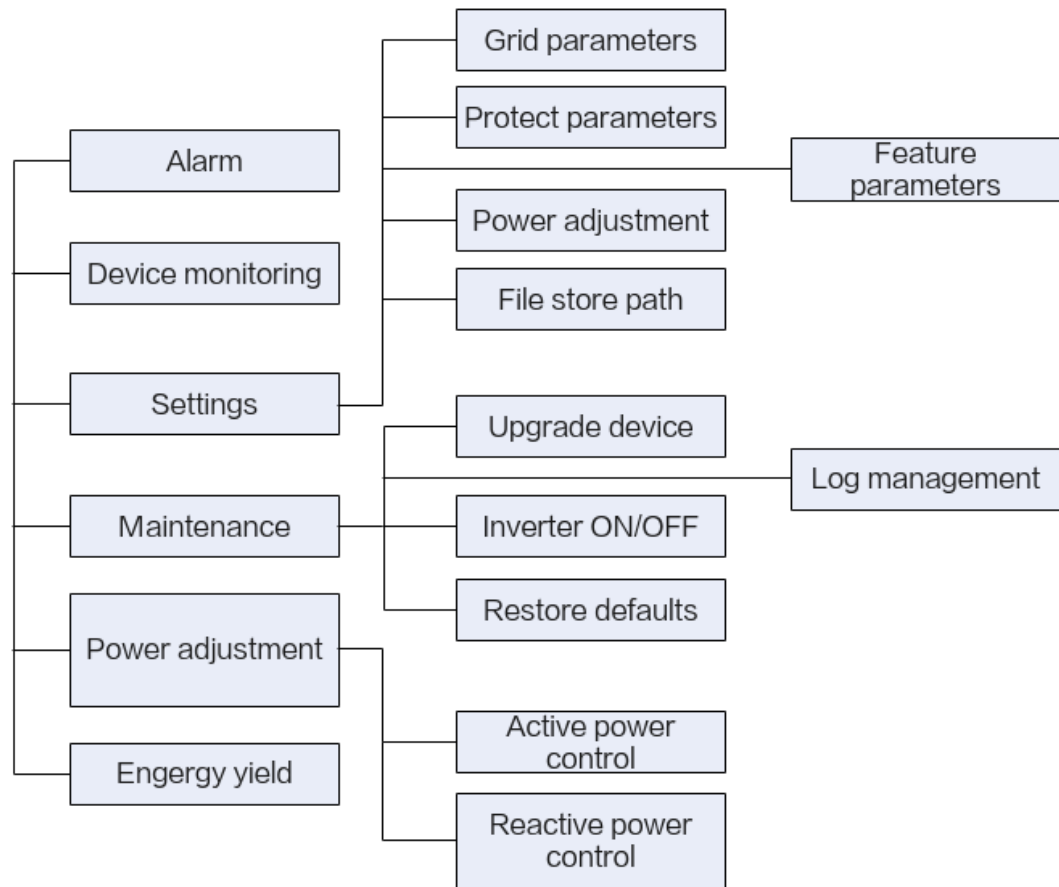 Grid parameters
Protect parameters
Feature
parameters
Power adjustment
File store path
Alarm
Device monitoring
Settings
Maintenance
Power adjustment
Engergy yield
Upgrade device
Log management
Inverter ON/OFF
Restore defaults
Active power
control
Reactive power
control